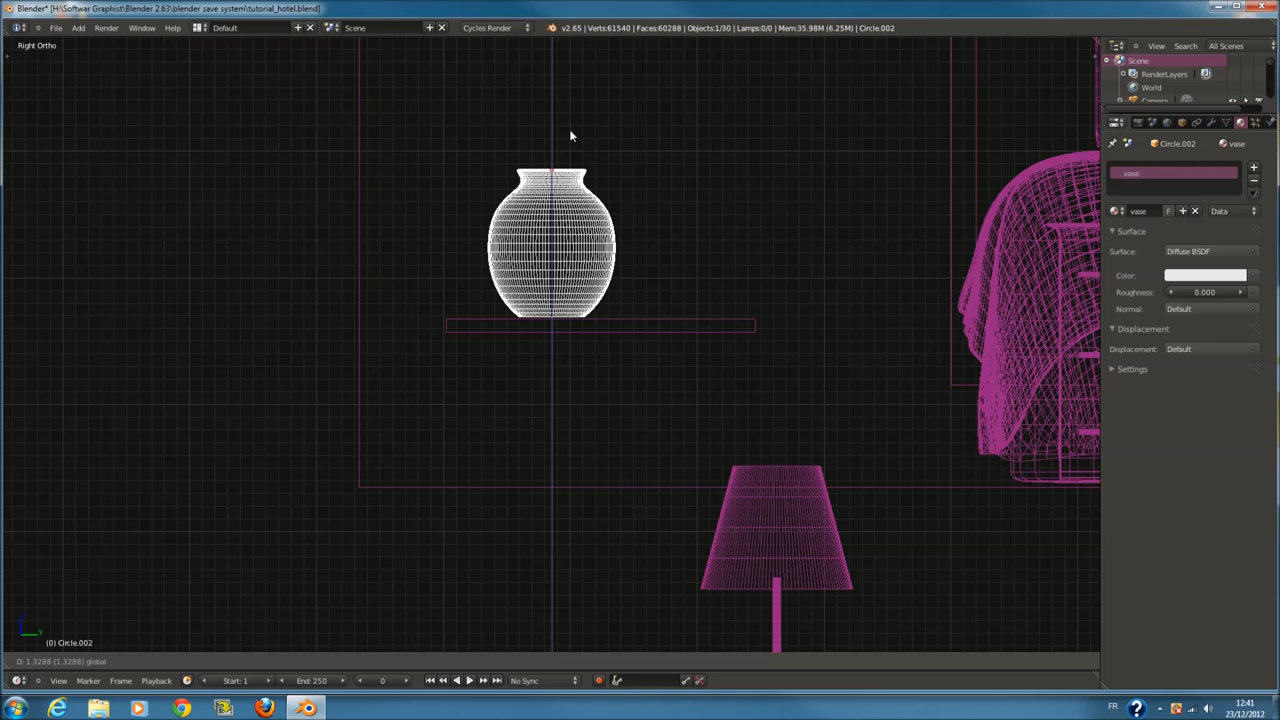 Blender* [H:\Softwar Graphist\Blender 2.63\blender save system\tutorial_hotel.blend]
File Add Render Window Help Default Scene Cycles Render v2.65 | Verts:61540 | Faces:60288 | Objects:1/30 | Lamps:0/0 | Mem:35.98M (6.25M) | Circle.002
Right Ortho
View Search All Scenes
Scene
RenderLayers
World
Camera
Circle.002 vase
vase
vase F Data
Surface
Surface: Diffuse BSDF
Color:
Roughness: 0.000
Normal: Default
Displacement
Displacement: Default
Settings
z
y
(0) Circle.002
D: 1.3288 (1.3288) global
View Marker Frame Playback Start: 1 End: 250 0 No Sync
FR
12:41
23/12/2012